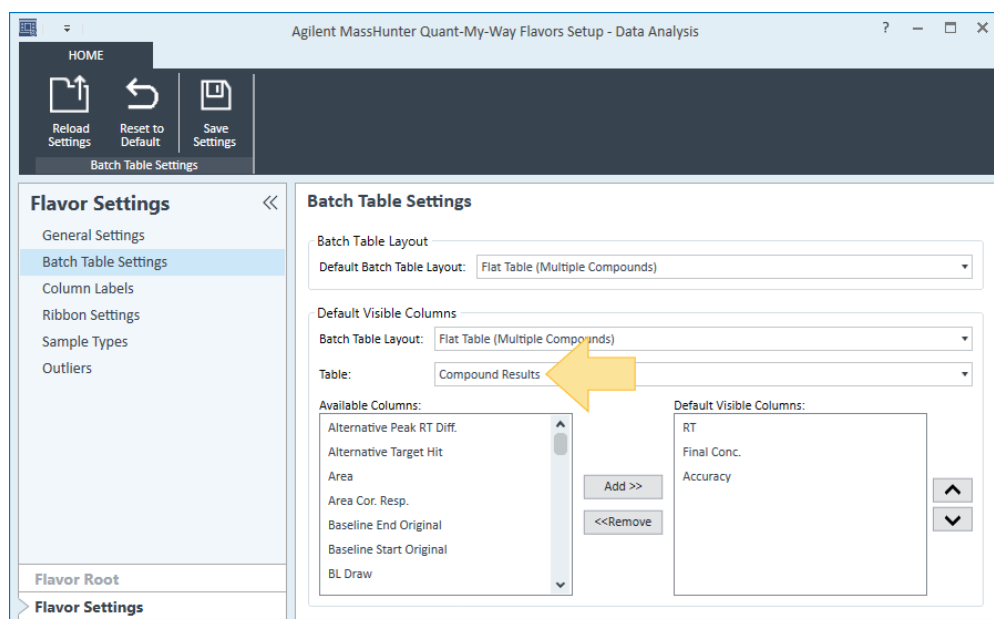 Agilent MassHunter Quant-My-Way Flavors Setup - Data Analysis
?
HOME
Reload Settings
Reset to Default
Save Settings
Batch Table Settings
Flavor Settings
General Settings
Batch Table Settings
Column Labels
Ribbon Settings
Sample Types
Outliers
Flavor Root
Flavor Settings
Batch Table Settings
Batch Table Layout
Default Batch Table Layout: Flat Table (Multiple Compounds)
Default Visible Columns
Batch Table Layout: Flat Table (Multiple Compounds)
Table: Compound Results
Available Columns:
Alternative Peak RT Diff.
Alternative Target Hit
Area
Area Cor. Resp.
Baseline End Original
Baseline Start Original
BL Draw
Add >>
<<Remove
Default Visible Columns:
RT
Final Conc.
Accuracy